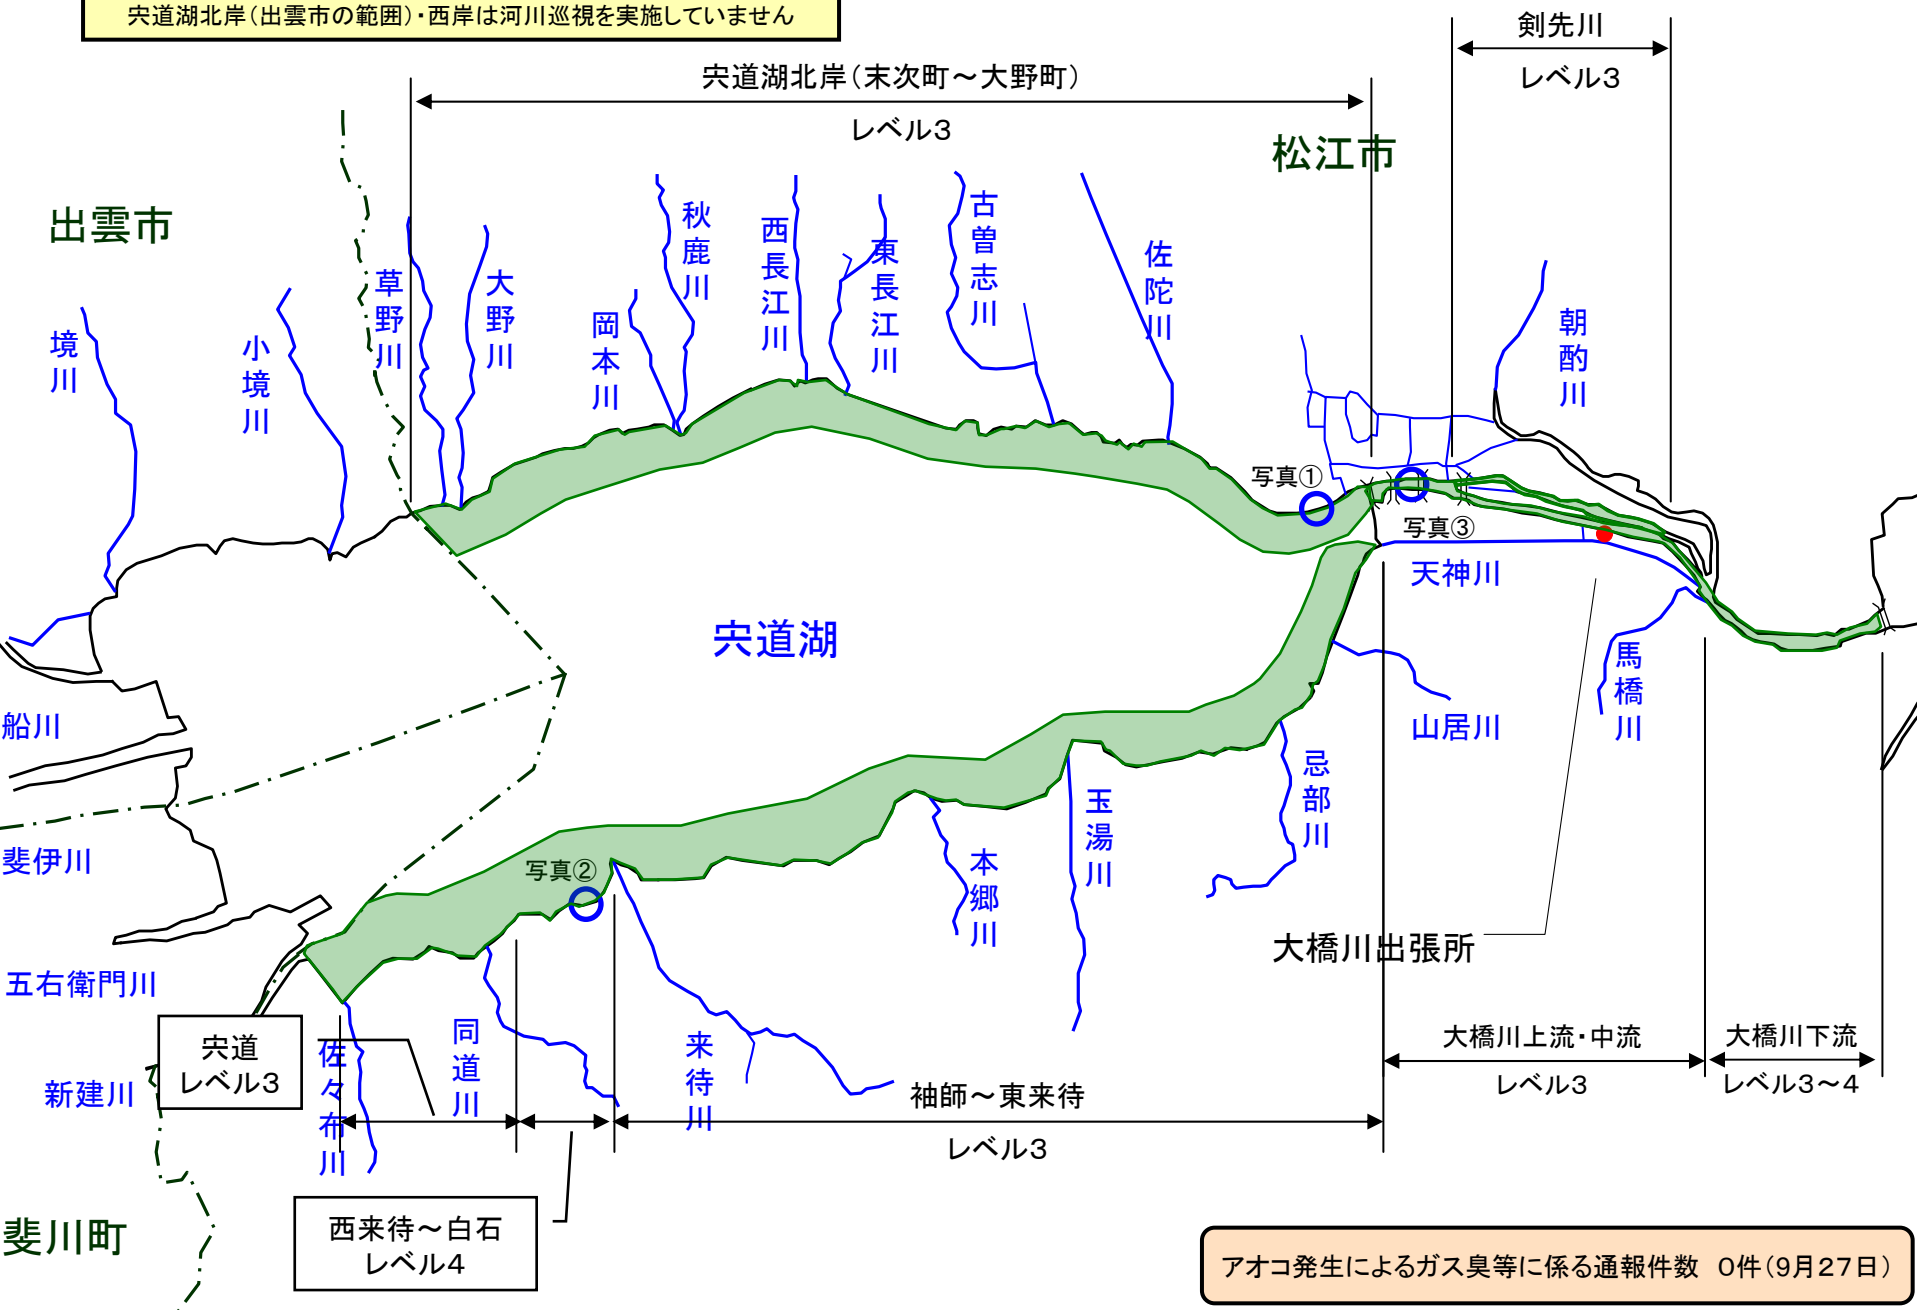 宍道湖北岸(出雲市の範囲)・西岸は河川巡視を実施していません
剣先川
レベル3
宍道湖北岸(末次町~大野町)
レベル3
松江市
出雲市
境川
小境川
草野川
大野川
岡本川
秋鹿川
西長江川
東長江川
古曽志川
佐陀川
朝酌川
写真①
写真③
天神川
宍道湖
馬橋川
山居川
忌部川
玉湯川
本郷川
写真②
船川
斐伊川
五右衛門川
新建川
斐川町
大橋川出張所
宍道
レベル3
佐々布川
同道川
来待川
袖師~東来待
レベル3
大橋川上流・中流
レベル3
大橋川下流
レベル3~4
西来待~白石
レベル4
アオコ発生によるガス臭等に係る通報件数 0件(9月27日)